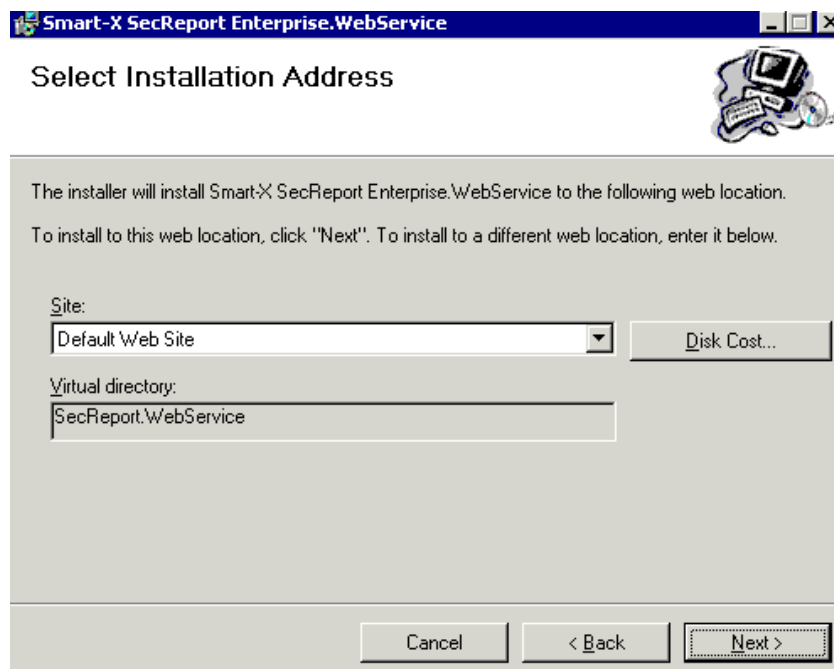 Smart-X SecReport Enterprise.WebService
Select Installation Address
The installer will install Smart-X SecReport Enterprise.WebService to the following web location.
To install to this web location, click "Next". To install to a different web location, enter it below.
Site:
Default Web Site
Disk Cost...
Virtual directory:
SecReport.WebService
Cancel
< Back
Next >